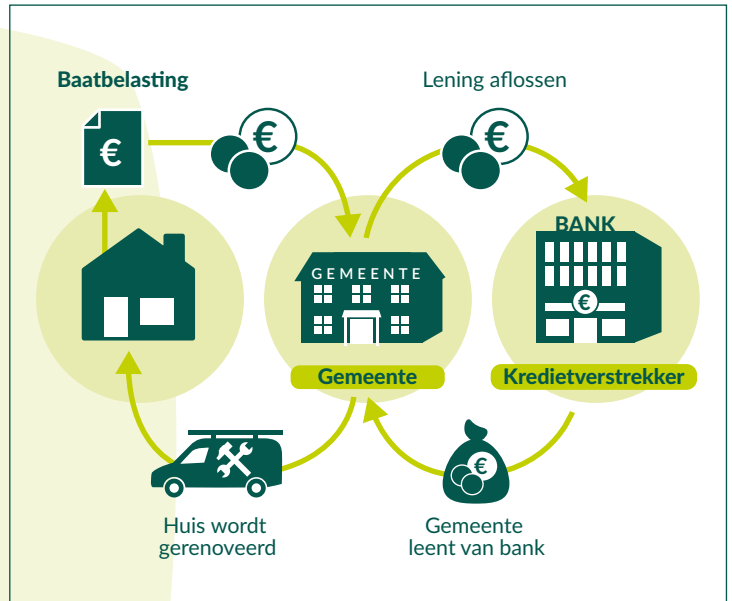 Baatbelasting
Lening aflossen
€
€
€
BANK
GEMEENTE
€
Gemeente
Kredietverstrekker
€
Huis wordt
gerenoveerd
Gemeente
leent van bank